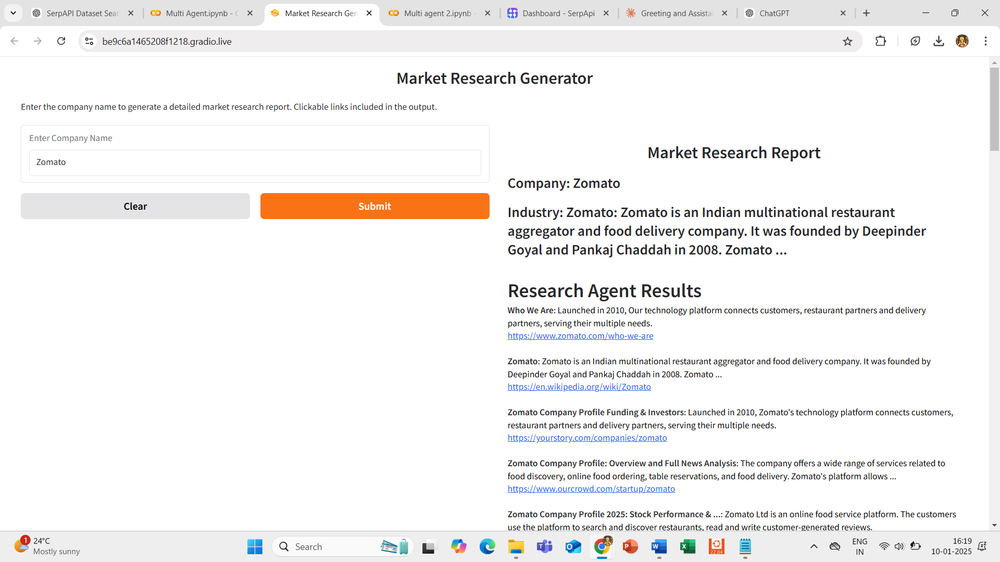 SerpAPI Dataset Sear
Multi Agent.ipynb - C
Market Research Gen
Multi agent 2.ipynb -
Dashboard - SerpApi
Greeting and Assistan
ChatGPT
be9c6a1465208f1218.gradio.live
Market Research Generator
Enter the company name to generate a detailed market research report. Clickable links included in the output.
Enter Company Name
Zomato
Clear
Submit
Market Research Report
Company: Zomato
Industry: Zomato: Zomato is an Indian multinational restaurant
aggregator and food delivery company. It was founded by Deepinder
Goyal and Pankaj Chaddah in 2008. Zomato ...
Research Agent Results
Who We Are: Launched in 2010, Our technology platform connects customers, restaurant partners and delivery
partners, serving their multiple needs.
https://www.zomato.com/who-we-are
Zomato: Zomato is an Indian multinational restaurant aggregator and food delivery company. It was founded by
Deepinder Goyal and Pankaj Chaddah in 2008. Zomato ...
https://en.wikipedia.org/wiki/Zomato
Zomato Company Profile Funding & Investors: Launched in 2010, Zomato's technology platform connects customers,
restaurant partners and delivery partners, serving their multiple needs.
https://yourstory.com/companies/zomato
Zomato Company Profile: Overview and Full News Analysis: The company offers a wide range of services related to
food discovery, online food ordering, table reservations, and food delivery. Zomato's platform allows ...
https://www.ourcrowd.com/startup/zomato
Zomato Company Profile 2025: Stock Performance & ...: Zomato Ltd is an online food service platform. The customers
use the platform to search and discover restaurants, read and write customer-generated reviews.
1
24°C
Mostly sunny
Search
22.04
ENG
IN
16:19
10-01-2025